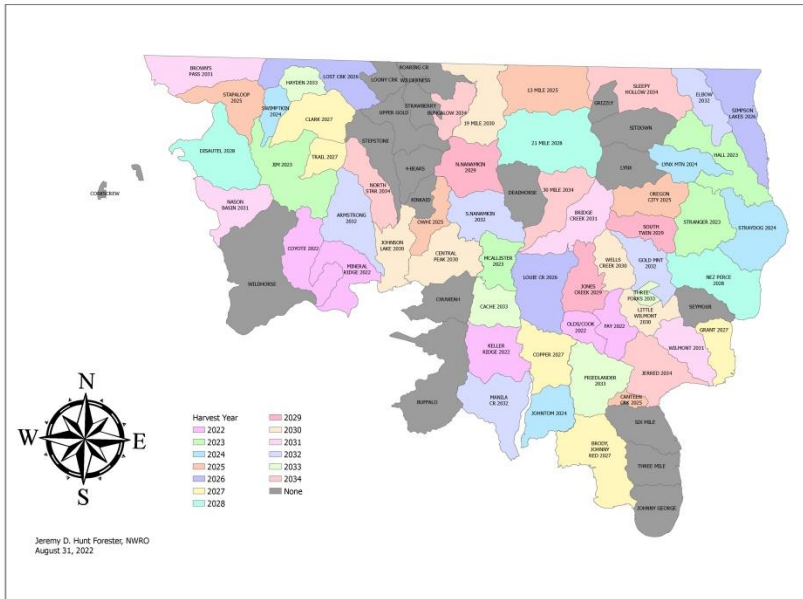 BROWN'S
PASS 2031
STAPALOOP
2025
SWIMPTKIN
2024
HAYDEN 2033
LOST CRK 2026
CLARK 2027
LOONY CRK
ROARING CR
WILDERNESS
STRAWBERRY
UPPER GOLD
BUNGALOW 2034
19 MILE 2030
13 MILE 2025
SLEEPY
HOLLOW 2034
GRIZZLY
ELBOW
2032
SIMPSON
LAKES 2026
DISAUTEL 2028
JIM 2023
TRAIL 2027
STEPSTONE
21 MILE 2028
SITDOWN
HALL 2023
4-BEARS
N.NANAMKIN
2029
LYNX
LYNX MTN 2024
CORKSCREW
NASON
BASIN 2031
NORTH
STAR 2034
KINKAID
DEADHORSE
30 MILE 2034
OREGON
CITY 2025
ARMSTRONG
2032
OWHI 2025
S.NANAMKIN
2032
BRIDGE
CREEK 2031
SOUTH
TWIN 2029
STRANGER 2023
STRAYDOG 2024
COYOTE 2022
JOHNSON
LAKE 2030
CENTRAL
PEAK 2030
MCALLISTER
2023
WELLS
CREEK 2030
GOLD MNT
2032
MINERAL
RIDGE 2022
LOUIE CR 2026
NEZ PERCE
2028
WILDHORSE
JONES
CREEK 2029
THREE
FORKS 2033
CACHE 2033
LITTLE
WILMONT
2030
SEYMOUR
OLDS/COOK
2022
PAY 2022
GRANT 2027
KELLER
RIDGE 2022
COPPER 2027
WILMONT 2031
FRIEDLANDER
2033
JERRED 2034
BUFFALO
MANILA
CR 2032
JOHNTOM 2024
CANTEEN
CRK 2025
SIX MILE
BRODY,
JOHNNY
RED 2027
THREE MILE
JOHNNY GEORGE
N
W
E
S
Harvest Year
2022
2023
2024
2025
2026
2027
2028
2029
2030
2031
2032
2033
2034
None
Jeremy D. Hunt Forester, NWRO
August 31, 2022